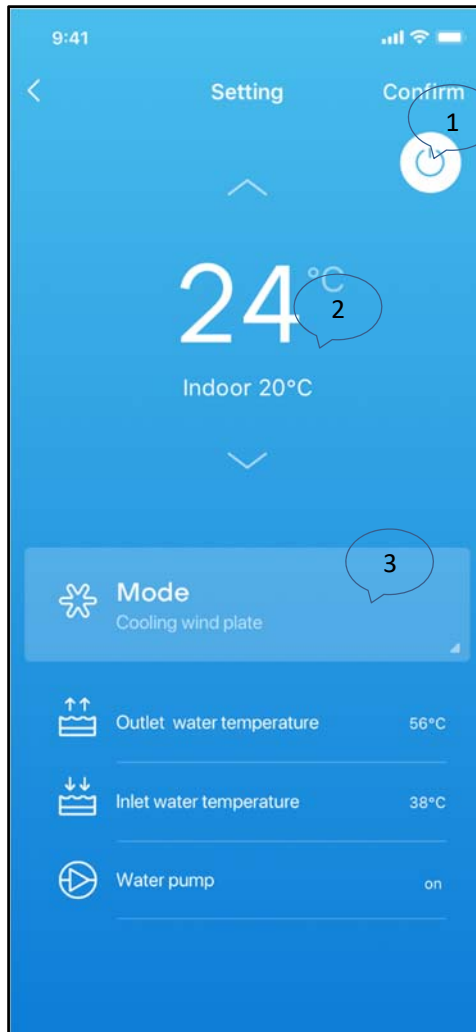 9:41
Setting
Confirm
1
24 °C
2
Indoor 20°C
3
Mode
Cooling wind plate
Outlet water temperature 56°C
Inlet water temperature 38°C
Water pump on